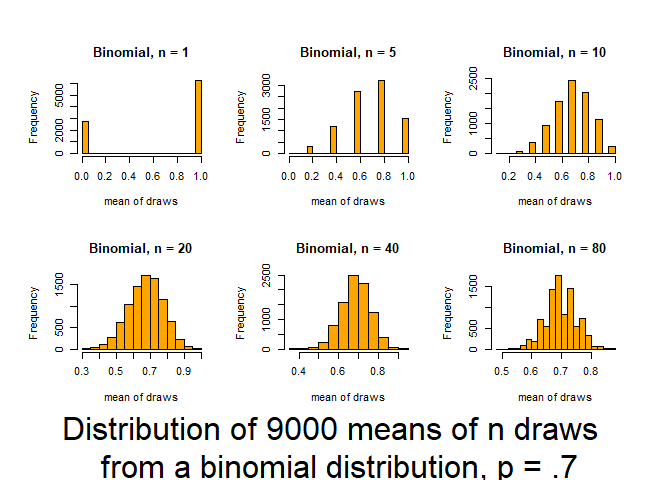 Binomial, n = 1
Frequency
0 2000 5000
0.0 0.2 0.4 0.6 0.8 1.0
mean of draws
Binomial, n = 5
Frequency
0 1500 3000
0.0 0.2 0.4 0.6 0.8 1.0
mean of draws
Binomial, n = 10
Frequency
0 1000 2500
0.2 0.4 0.6 0.8 1.0
mean of draws
Binomial, n = 20
Frequency
0 500 1500
0.3 0.5 0.7 0.9
mean of draws
Binomial, n = 40
Frequency
0 1000 2500
0.4 0.6 0.8
mean of draws
Binomial, n = 80
Frequency
0 500 1500
0.5 0.6 0.7 0.8
mean of draws
Distribution of 9000 means of n draws
from a binomial distribution, p = .7